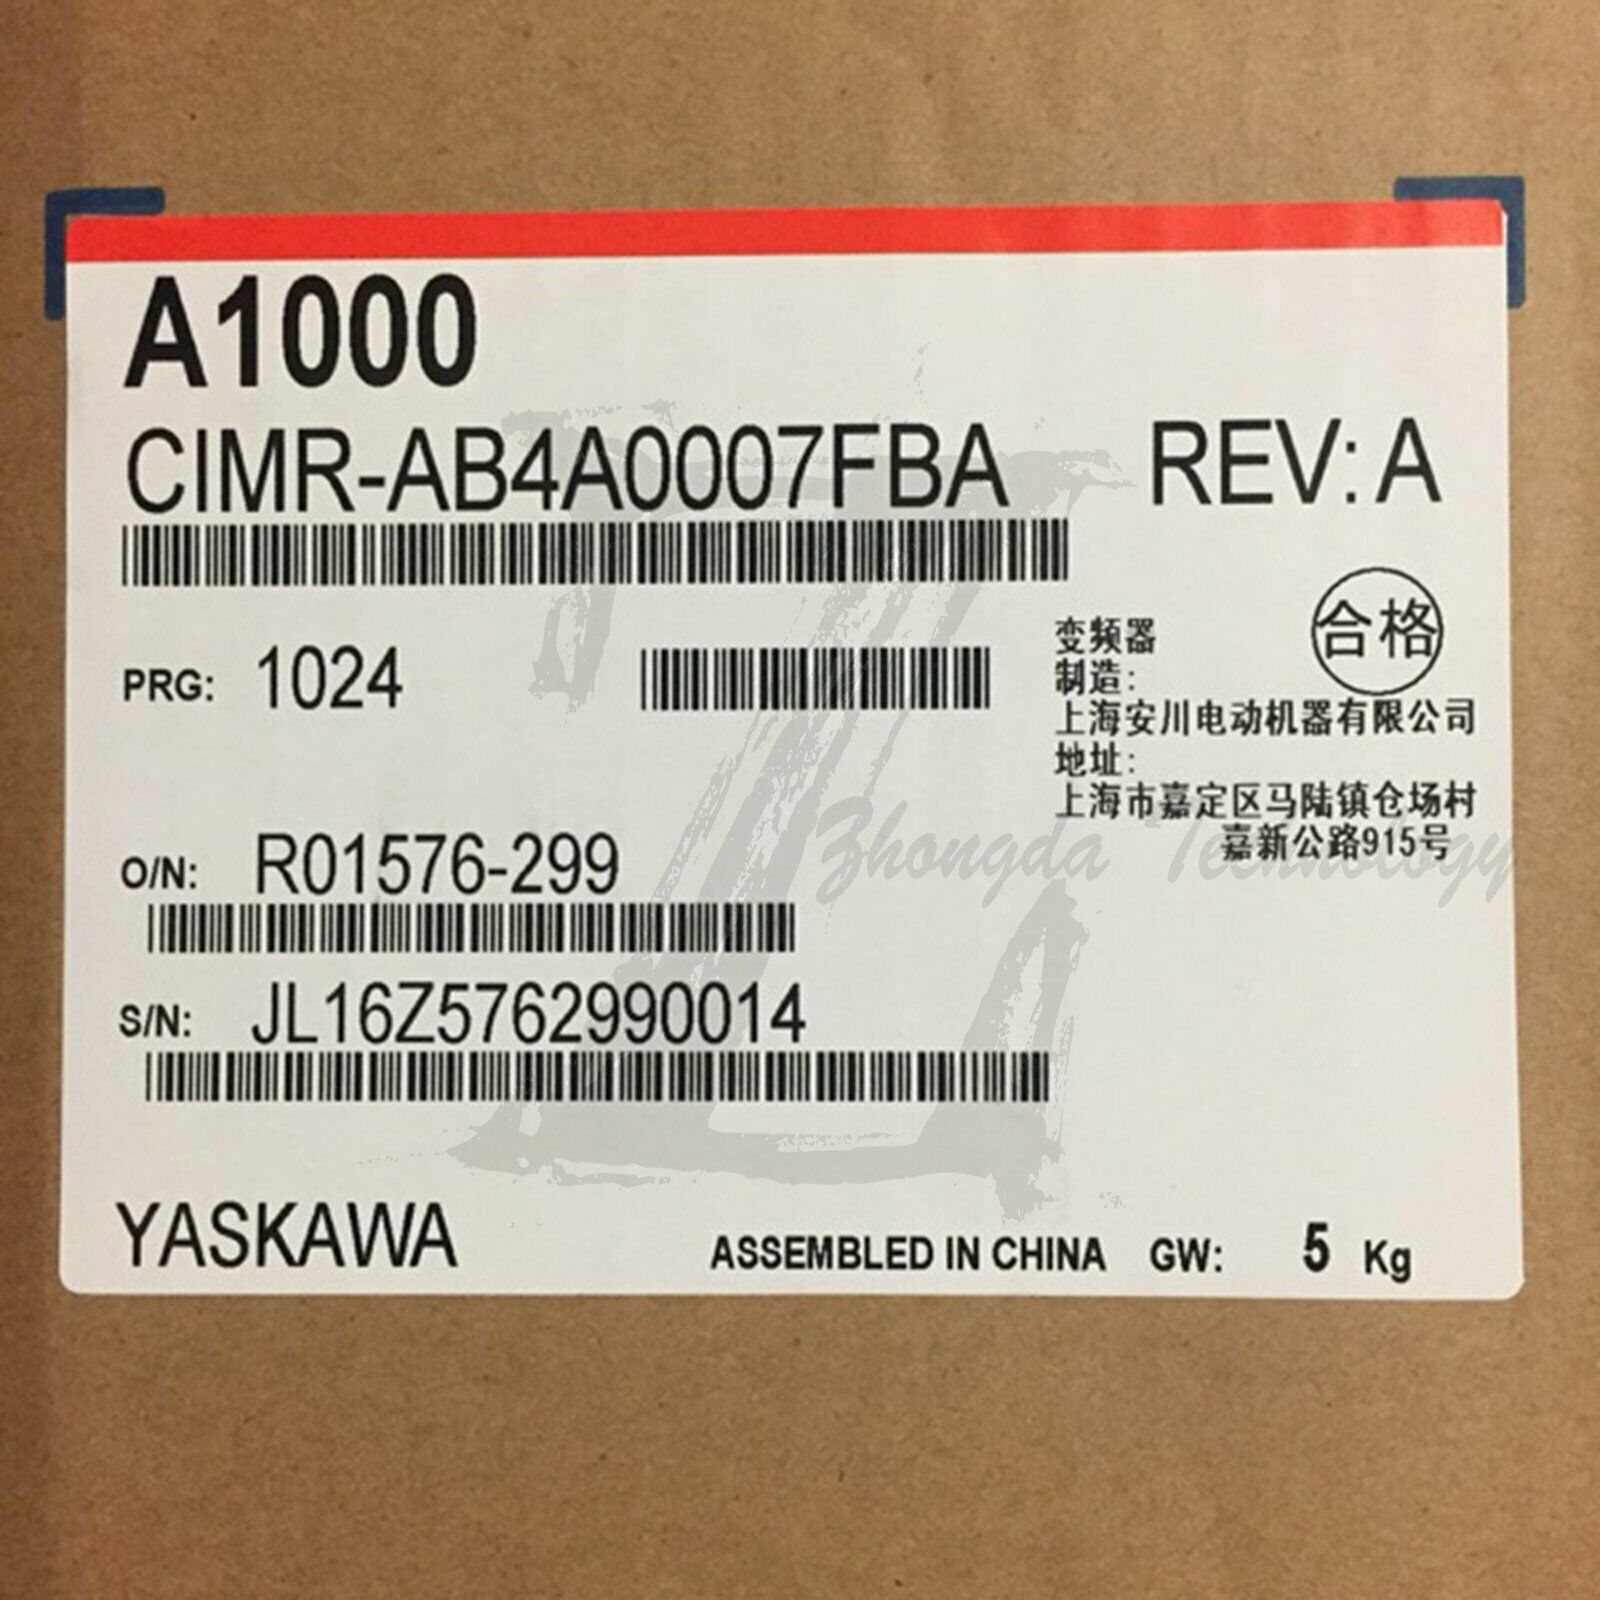 A1000
CIMR-AB4A0007FBA REV: A
变频器 合格
制造:
PRG: 1024
上海安川电动机器有限公司
地址:
上海市嘉定区马陆镇仓场村
嘉新公路915号
Zhongda Technology
O/N: R01576-299
S/N: JL16Z5762990014
YASKAWA ASSEMBLED IN CHINA GW: 5 Kg